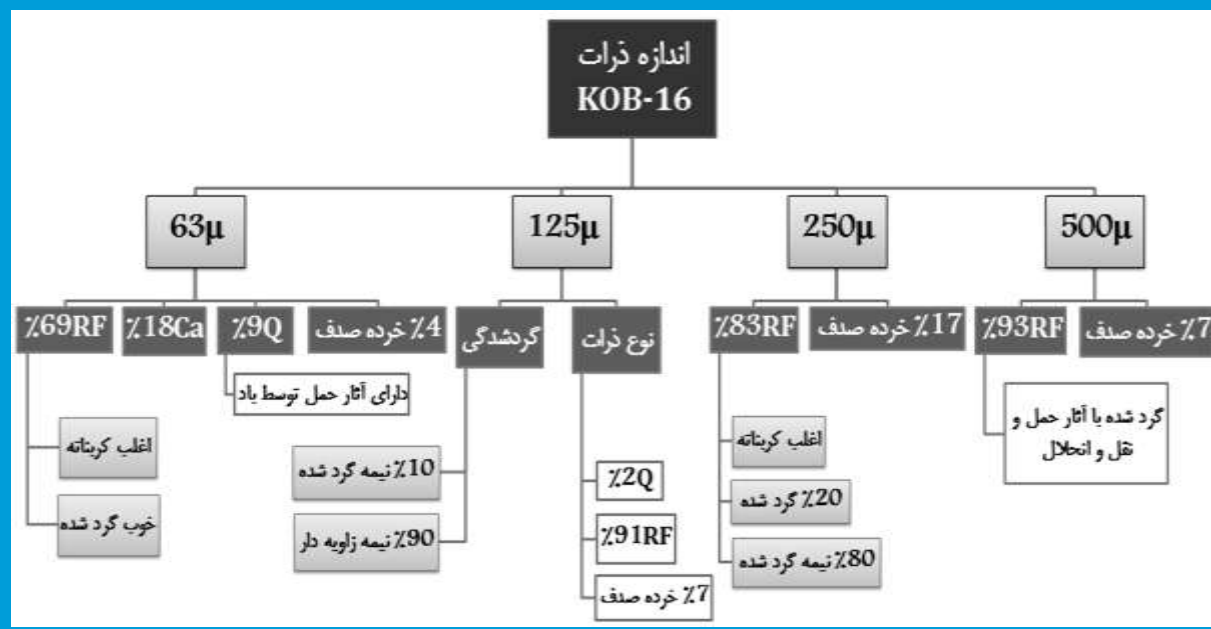 اندازه ذرات
KOB-16
63µ
125µ
250µ
500µ
%69RF
%18Ca
%9Q
%4 خرده صدف
گردشدگی
نوع ذرات
%83RF
%17 خرده صدف
%93RF
%7 خرده صدف
دارای آثار حمل توسط باد
اغلب کربناته
خوب گرد شده
%10 نیمه گرد شده
%90 نیمه زاویه دار
%2Q
%91RF
%7 خرده صدف
اغلب کربناته
%20 گرد شده
%80 نیمه گرد شده
گرد شده با آثار حمل و
نقل و انحلال